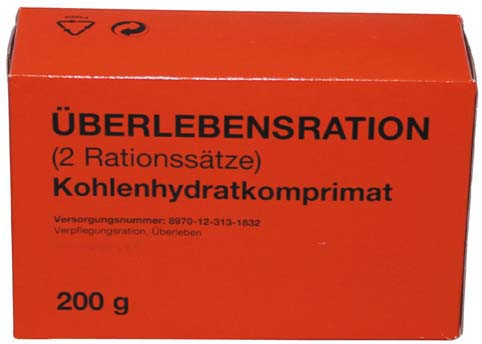 ÜBERLEBENSRATION
(2 Rationssätze)
Kohlenhydratkomprimat
Versorgungsnummer: 8970-12-313-1832
Verpflegungsration, Überleben
200 g